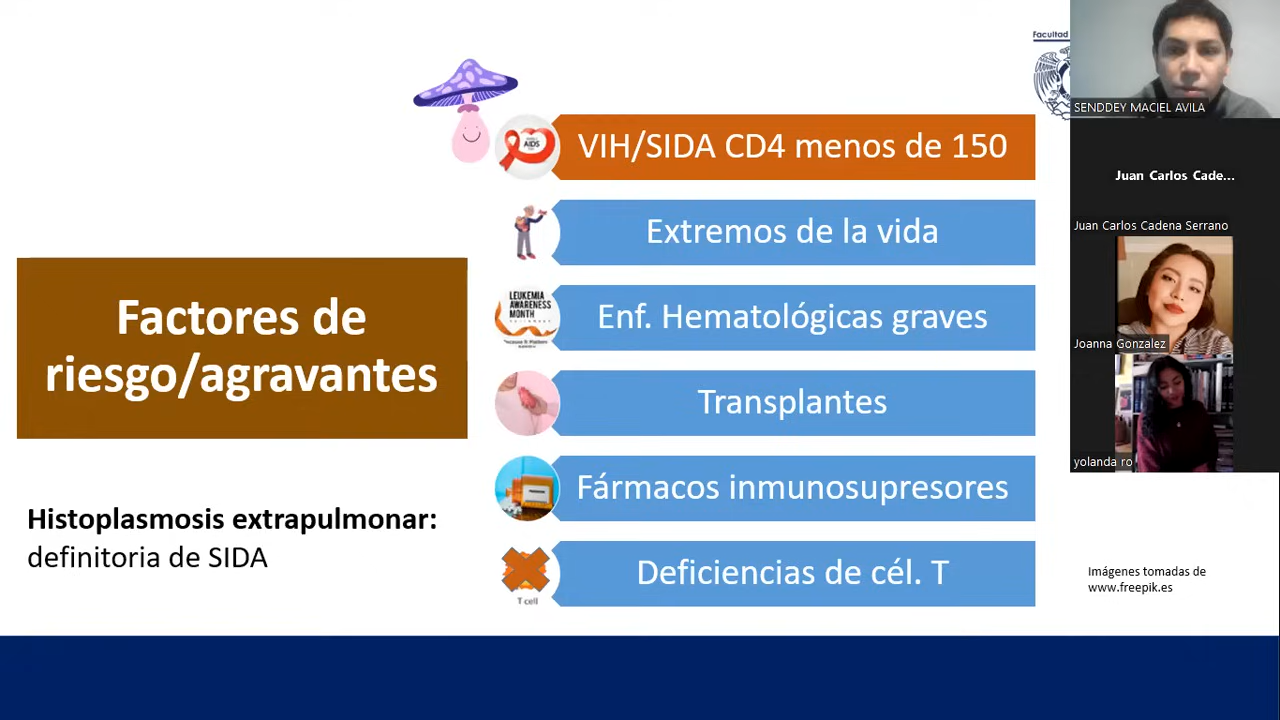 Facultad
VIH/SIDA CD4 menos de 150
Extremos de la vida
LEUKEMIA
AWARENESS
MONTH
Enf. Hematológicas graves
Transplantes
Fármacos inmunosupresores
Deficiencias de cél. T
AIDS
T cell
Factores de
riesgo/agravantes
Histoplasmosis extrapulmonar:
definitoria de SIDA
Imágenes tomadas de
www.freepik.es
SENDDEY MACIEL AVILA
Juan Carlos Cade...
Juan Carlos Cadena Serrano
Joanna Gonzalez
yolanda ro